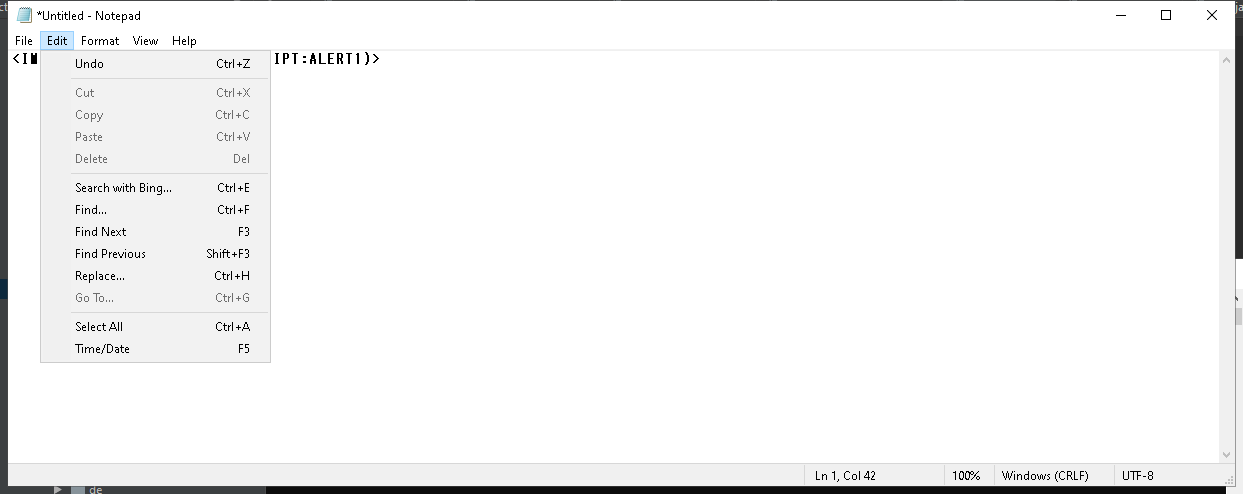 *Untitled - Notepad
File Edit Format View Help
<IM IPT:ALERT1)>
Undo Ctrl+Z
Cut Ctrl+X
Copy Ctrl+C
Paste Ctrl+V
Delete Del
Search with Bing... Ctrl+E
Find... Ctrl+F
Find Next F3
Find Previous Shift+F3
Replace... Ctrl+H
Go To... Ctrl+G
Select All Ctrl+A
Time/Date F5
Ln 1, Col 42 100% Windows (CRLF) UTF-8
de